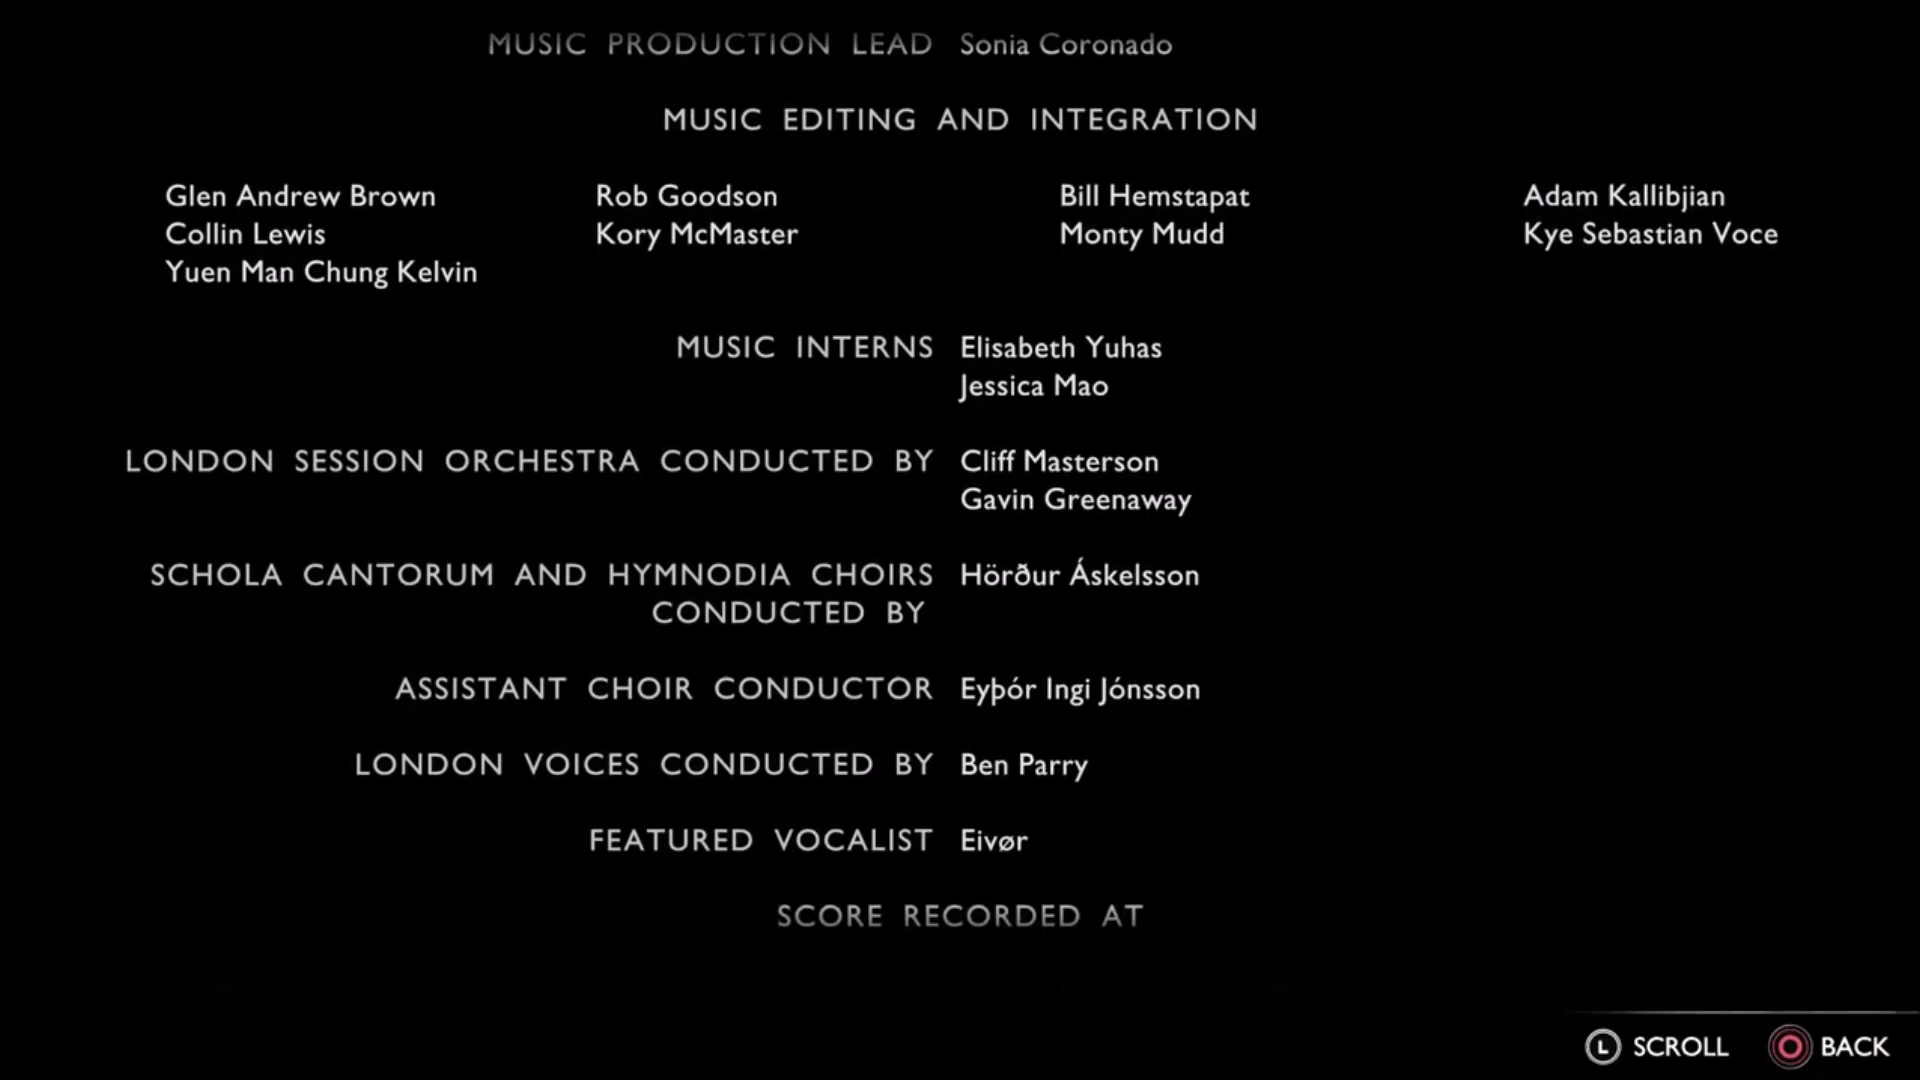 MUSIC PRODUCTION LEAD Sonia Coronado
MUSIC EDITING AND INTEGRATION
Glen Andrew Brown Rob Goodson Bill Hemstapat Adam Kallibjian
Collin Lewis Kory McMaster Monty Mudd Kye Sebastian Voce
Yuen Man Chung Kelvin
MUSIC INTERNS Elisabeth Yuhas
Jessica Mao
LONDON SESSION ORCHESTRA CONDUCTED BY Cliff Masterson
Gavin Greenaway
SCHOLA CANTORUM AND HYMNODIA CHOIRS Hörður Áskelsson
CONDUCTED BY
ASSISTANT CHOIR CONDUCTOR Eyþór Ingi Jónsson
LONDON VOICES CONDUCTED BY Ben Parry
FEATURED VOCALIST Eivør
SCORE RECORDED AT
L SCROLL BACK